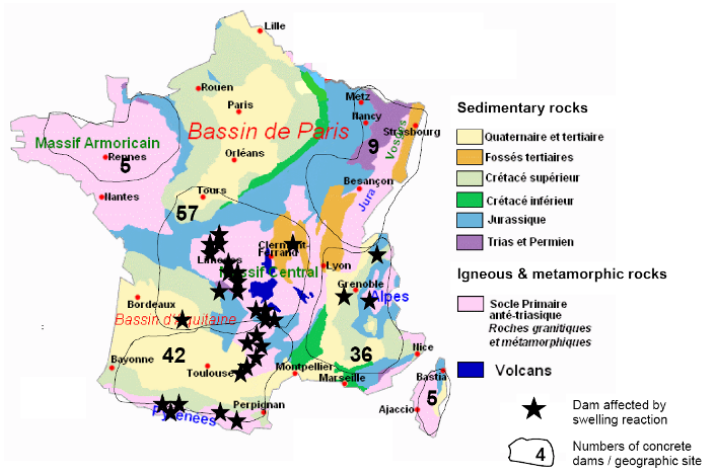 Lille
Rouen
Paris
Metz
Nancy
Strasbourg
Bassin de Paris
Massif Armoricain
Rennes
5
9
Vosges
Orléans
Nantes
Tours
Besançon
Jura
57
Limoges
Clermont-
Ferrand
Massif Central
Lyon
Grenoble
Alpes
Bordeaux
Bassin d'Aquitaine
42
36
Bayonne
Toulouse
Montpellier
Marseille
Nice
Bastia
5
Ajaccio
Perpignan
Pyrénées
Sedimentary rocks
Quaternaire et tertiaire
Fossés tertiaires
Crétacé supérieur
Crétacé inférieur
Jurassique
Trias et Permien
Igneous & metamorphic rocks
Socle Primaire
anté-triasique
Roches granitiques
et métamorphiques
Volcans
Dam affected by
swelling reaction
4
Numbers of concrete
dams / geographic site